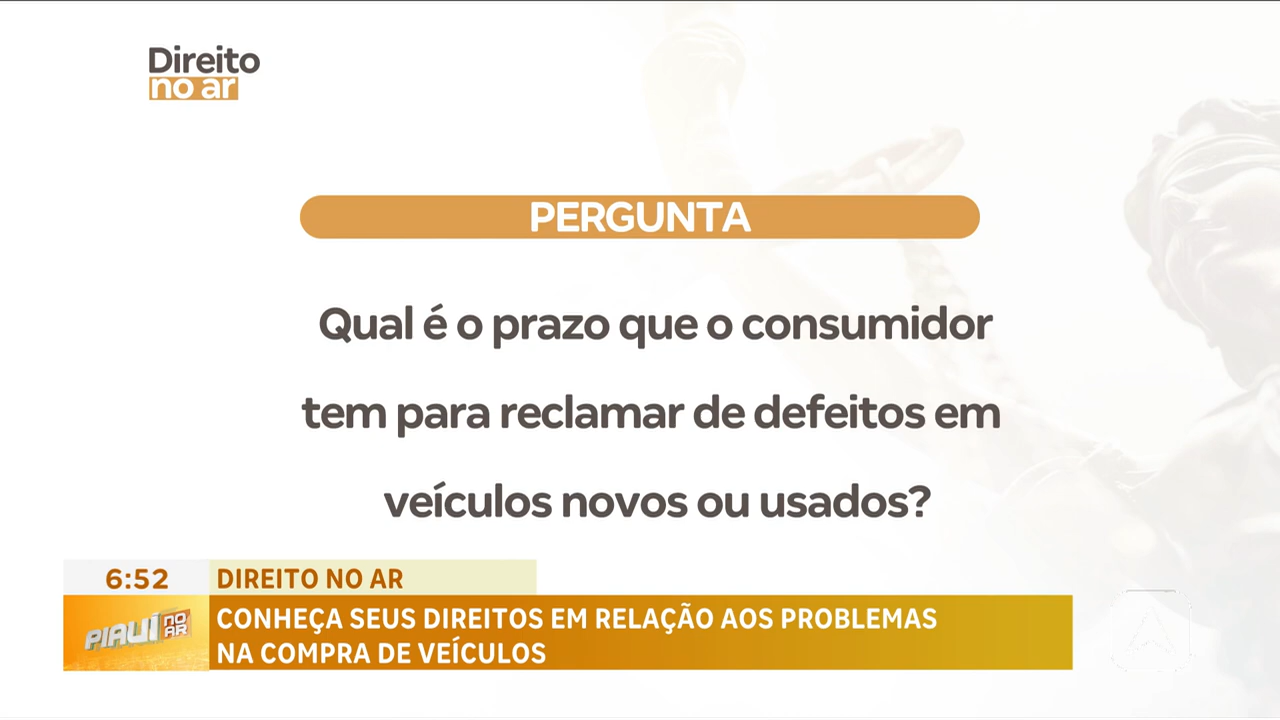 Direito
no ar
PERGUNTA
Qual é o prazo que o consumidor
tem para reclamar de defeitos em
veículos novos ou usados?
6:52
DIREITO NO AR
PIAUÍ NO AR
CONHEÇA SEUS DIREITOS EM RELAÇÃO AOS PROBLEMAS
NA COMPRA DE VEÍCULOS